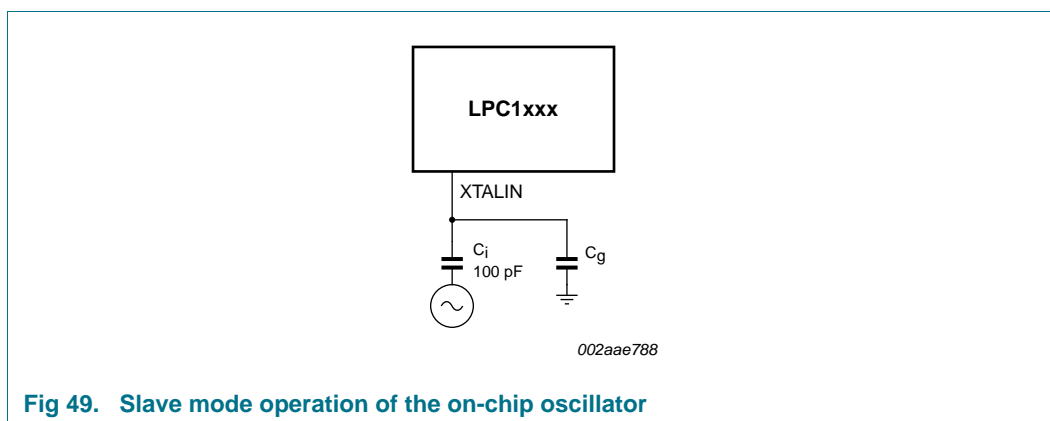 LPC1xxx
XTALIN
Ci
100 pF
Cg
002aae788
Fig 49. Slave mode operation of the on-chip oscillator